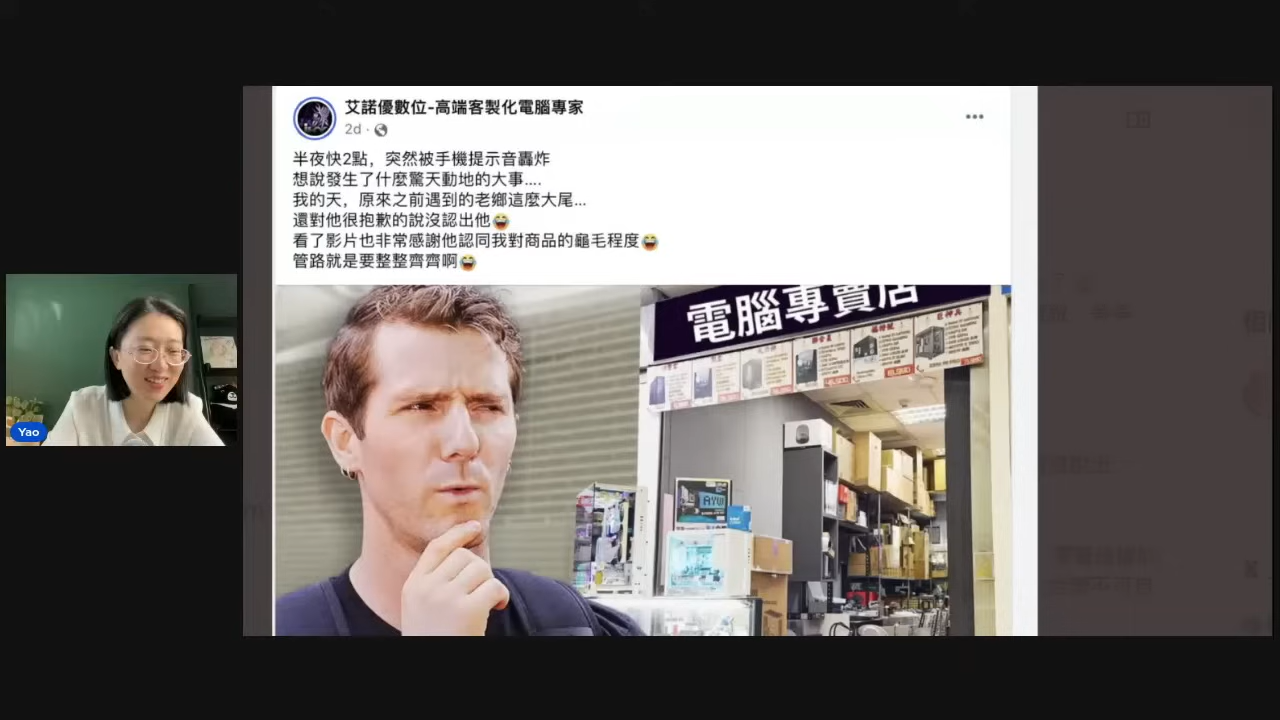 艾諾優數位-高端客製化電腦專家
2d
半夜快2點，突然被手機提示音轟炸
想說發生了什麼驚天動地的大事....
我的天，原來之前遇到的老鄉這麼大尾...
還對他很抱歉的說沒認出他😂
看了影片也非常感謝他認同我對商品的龜毛程度😂
管路就是要整整齊齊啊😂
電腦專賣店
Yao